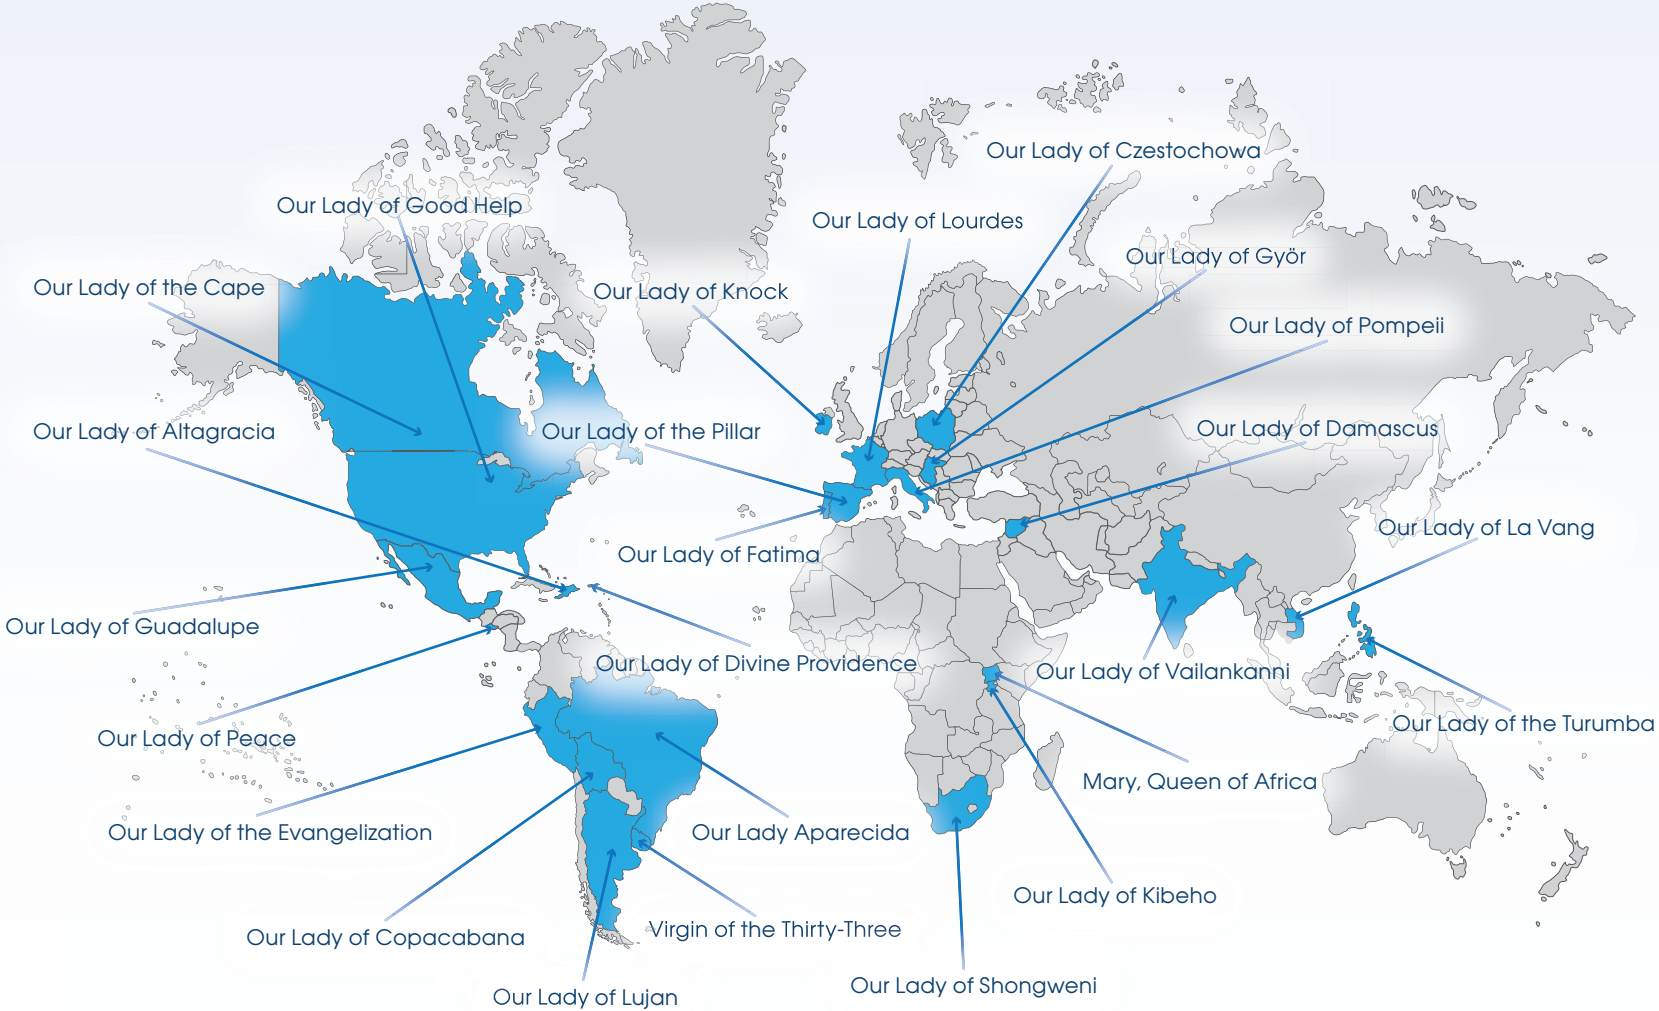 Our Lady of Czestochowa
Our Lady of Good Help
Our Lady of Lourdes
Our Lady of Györ
Our Lady of the Cape
Our Lady of Knock
Our Lady of Pompeii
Our Lady of Altagracia
Our Lady of the Pillar
Our Lady of Damascus
Our Lady of La Vang
Our Lady of Fatima
Our Lady of Guadalupe
Our Lady of Divine Providence
Our Lady of Vailankanni
Our Lady of the Turumba
Our Lady of Peace
Mary, Queen of Africa
Our Lady of the Evangelization
Our Lady Aparecida
Our Lady of Kibeho
Our Lady of Copacabana
Virgin of the Thirty-Three
Our Lady of Shongweni
Our Lady of Lujan